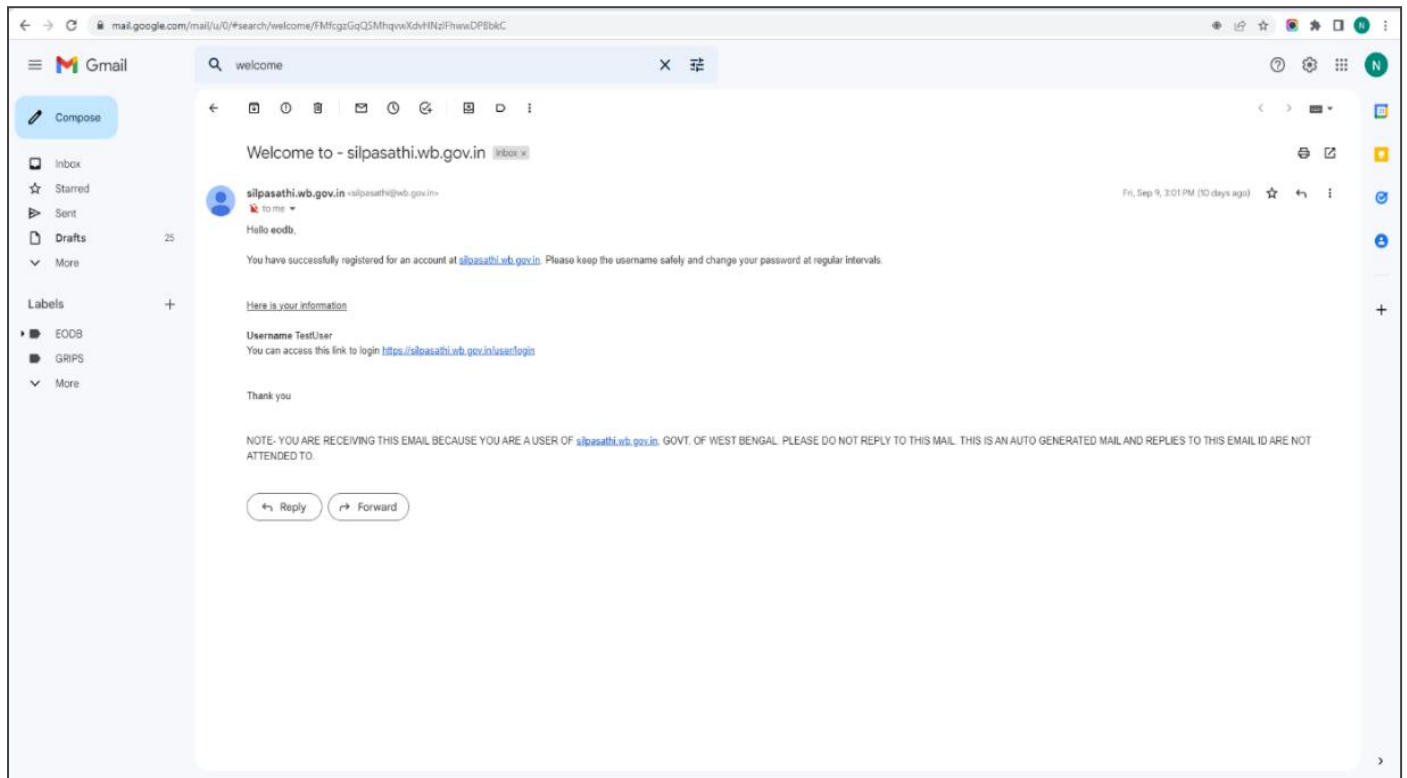 mail.google.com/mail/u/0/#search/welcome/
Gmail
welcome
N
Compose
Inbox
Starred
Sent
Drafts 25
More
Labels
EODB
GRIPS
More
Welcome to - silpasathi.wb.gov.in Inbox x
silpasathi.wb.gov.in <silpasathi@wb.gov.in>
Fri, Sep 9, 3:01 PM (10 days ago)
to me
Hello eodb,
You have successfully registered for an account at silpasathi.wb.gov.in. Please keep the username safely and change your password at regular intervals.
Here is your information
Username TestUser
You can access this link to login https://silpasathi.wb.gov.in/user/login
Thank you
NOTE- YOU ARE RECEIVING THIS EMAIL BECAUSE YOU ARE A USER OF silpasathi.wb.gov.in, GOVT. OF WEST BENGAL. PLEASE DO NOT REPLY TO THIS MAIL. THIS IS AN AUTO GENERATED MAIL AND REPLIES TO THIS EMAIL ID ARE NOT
ATTENDED TO.
Reply Forward